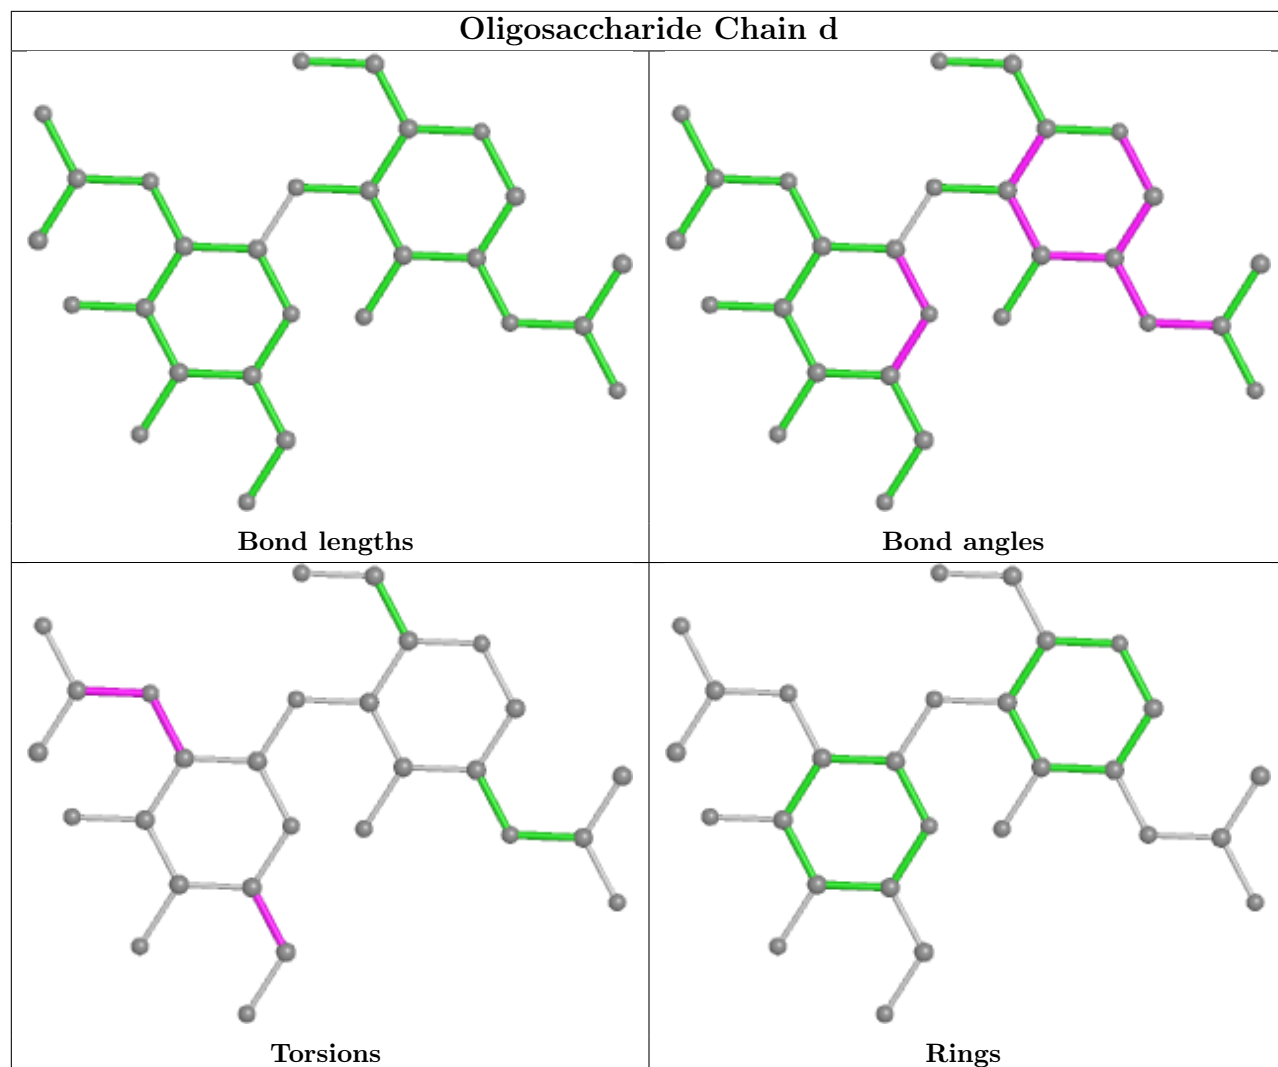 Oligosaccharide Chain d
Bond lengths
Bond angles
Torsions
Rings